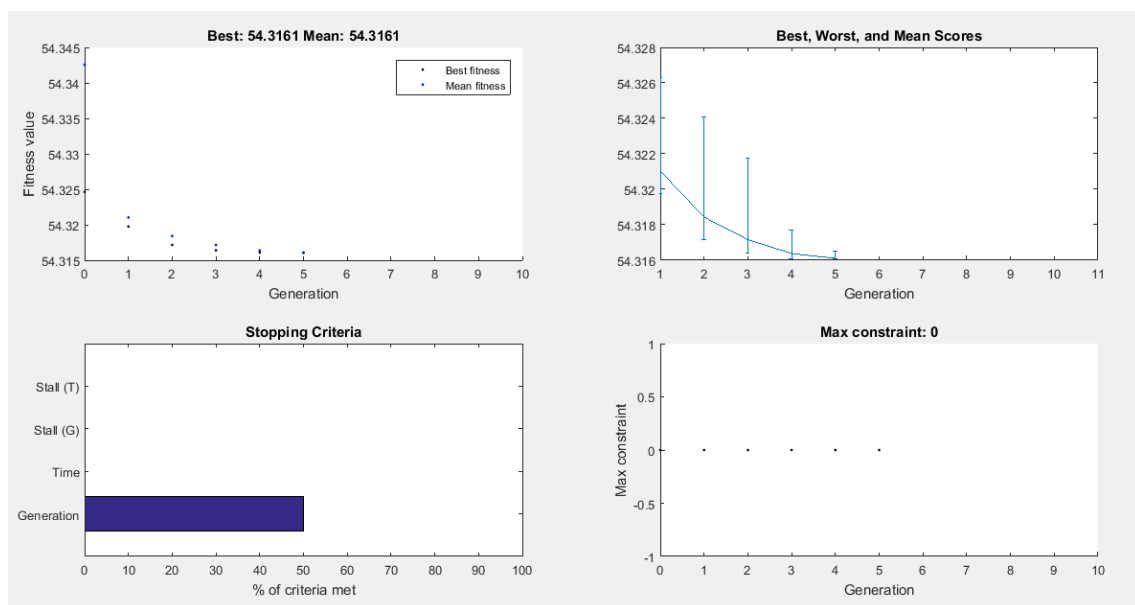 Best: 54.3161 Mean: 54.3161
54.345
54.34
54.335
54.33
54.325
54.32
54.315
Fitness value
Best fitness
Mean fitness
0 1 2 3 4 5 6 7 8 9 10
Generation
Best, Worst, and Mean Scores
54.328
54.326
54.324
54.322
54.32
54.318
54.316
1 2 3 4 5 6 7 8 9 10 11
Generation
Stopping Criteria
Stall (T)
Stall (G)
Time
Generation
0 10 20 30 40 50 60 70 80 90 100
% of criteria met
Max constraint: 0
1
0.5
0
-0.5
-1
Max constraint
0 1 2 3 4 5 6 7 8 9 10
Generation